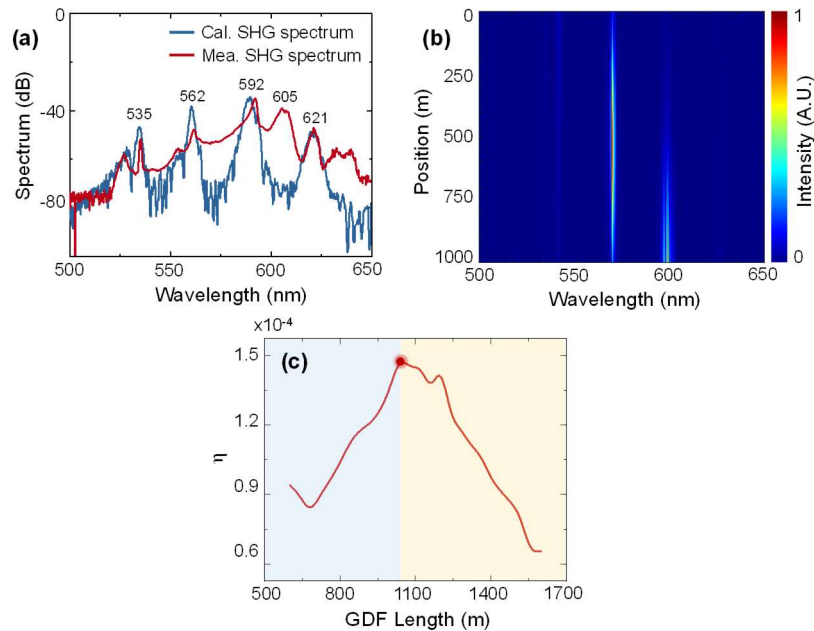 (a)
Cal. SHG spectrum
Mea. SHG spectrum
0
-40
-80
Spectrum (dB)
535
562
592
605
621
500
550
600
650
Wavelength (nm)
(b)
0
250
500
750
1000
Position (m)
500
550
600
650
Wavelength (nm)
1
0
Intensity (A.U.)
×10⁻⁴
(c)
1.5
1.2
0.9
0.6
η
500
800
1100
1400
1700
GDF Length (m)